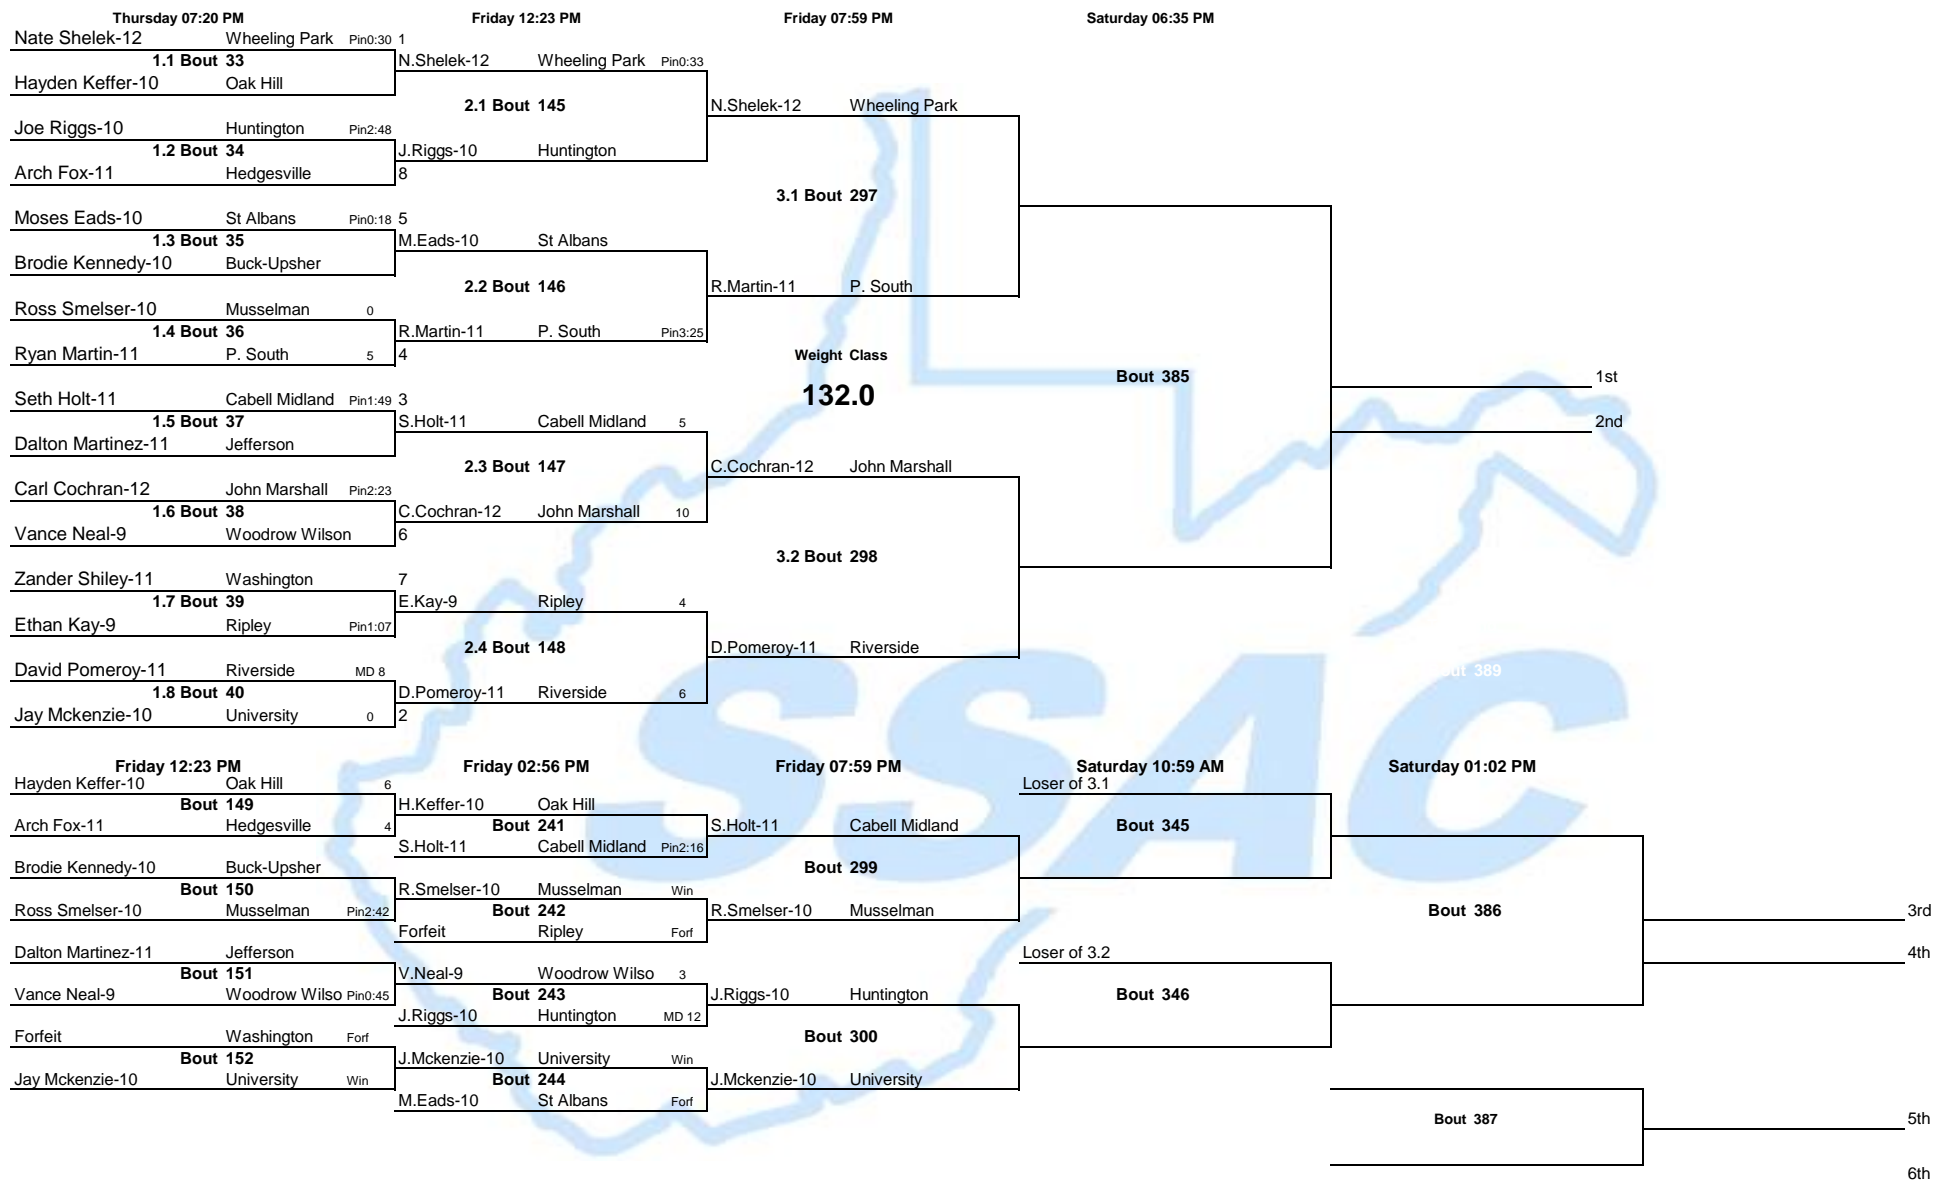 Thursday 07:20 PM Friday 12:23 PM Friday 07:59 PM Saturday 06:35 PM
Nate Shelek-12 Wheeling Park Pin0:30 1
1.1 Bout 33 N.Shelek-12 Wheeling Park Pin0:33
Hayden Keffer-10 Oak Hill
2.1 Bout 145 N.Shelek-12 Wheeling Park
Joe Riggs-10 Huntington Pin2:48
1.2 Bout 34 J.Riggs-10 Huntington
Arch Fox-11 Hedgesville 8
3.1 Bout 297
Moses Eads-10 St Albans Pin0:18 5
1.3 Bout 35 M.Eads-10 St Albans
Brodie Kennedy-10 Buck-Upsher
2.2 Bout 146 R.Martin-11 P. South
Ross Smelser-10 Musselman 0
1.4 Bout 36 R.Martin-11 P. South Pin3:25
Ryan Martin-11 P. South 5 4 Weight Class
Bout 385 1st
Seth Holt-11 Cabell Midland Pin1:49 3 132.0
1.5 Bout 37 S.Holt-11 Cabell Midland 5 2nd
Dalton Martinez-11 Jefferson
2.3 Bout 147 C.Cochran-12 John Marshall
Carl Cochran-12 John Marshall Pin2:23
1.6 Bout 38 C.Cochran-12 John Marshall 10
Vance Neal-9 Woodrow Wilson 6
3.2 Bout 298
Zander Shiley-11 Washington 7
1.7 Bout 39 E.Kay-9 Ripley 4
Ethan Kay-9 Ripley Pin1:07
2.4 Bout 148 D.Pomeroy-11 Riverside
David Pomeroy-11 Riverside MD 8 389
1.8 Bout 40 D.Pomeroy-11 Riverside 6
Jay Mckenzie-10 University 0 2
SSAC
Friday 12:23 PM Friday 02:56 PM Friday 07:59 PM Saturday 10:59 AM Saturday 01:02 PM
Hayden Keffer-10 Oak Hill 6 Loser of 3.1
Bout 149 H.Keffer-10 Oak Hill
Arch Fox-11 Hedgesville 4 Bout 241 S.Holt-11 Cabell Midland Bout 345
S.Holt-11 Cabell Midland Pin2:16
Brodie Kennedy-10 Buck-Upsher Bout 299
Bout 150 R.Smelser-10 Musselman Win
Ross Smelser-10 Musselman Pin2:42 Bout 242 R.Smelser-10 Musselman Bout 386 3rd
Forfeit Ripley Forf
Dalton Martinez-11 Jefferson Loser of 3.2 4th
Bout 151 V.Neal-9 Woodrow Wilso 3
Vance Neal-9 Woodrow Wilso Pin0:45 Bout 243 J.Riggs-10 Huntington Bout 346
J.Riggs-10 Huntington MD 12
Forfeit Washington Forf Bout 300
Bout 152 J.Mckenzie-10 University Win
Jay Mckenzie-10 University Win Bout 244 J.Mckenzie-10 University
M.Eads-10 St Albans Forf
Bout 387 5th
6th